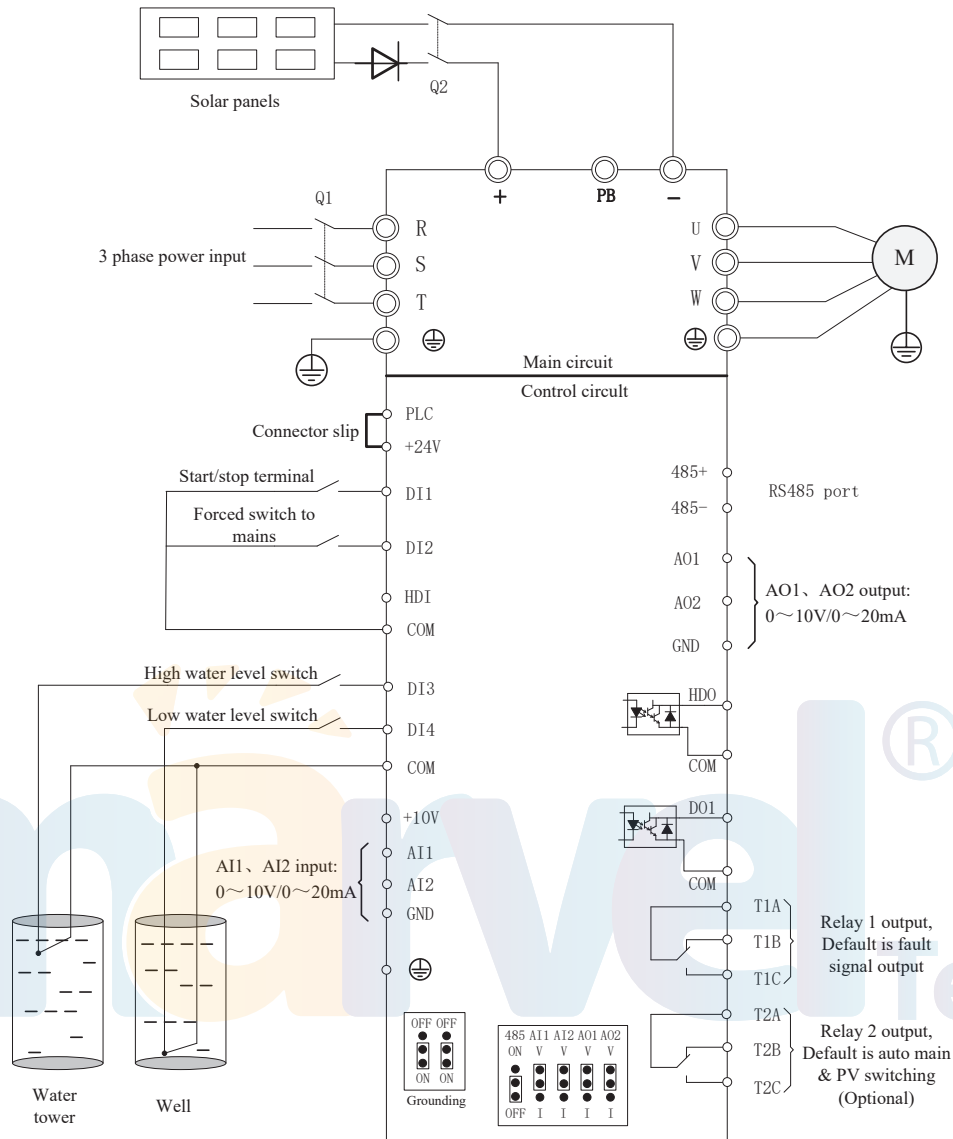 Solar panels
Q2
+
PB
−
Q1
3 phase power input
R
S
T
U
V
W
M
Main circuit
Control circult
Connector slip
PLC
+24V
Start/stop terminal
DI1
Forced switch to
mains
DI2
HDI
COM
High water level switch
DI3
Low water level switch
DI4
COM
+10V
AI1、AI2 input:
0～10V/0～20mA
AI1
AI2
GND
485+
485-
RS485 port
AO1
AO2
GND
AO1、AO2 output:
0～10V/0～20mA
HDO
COM
DO1
COM
T1A
T1B
T1C
Relay 1 output,
Default is fault
signal output
T2A
T2B
T2C
Relay 2 output,
Default is auto main
& PV switching
(Optional)
Water
tower
Well
OFF OFF
ON ON
Grounding
485 AI1 AI2 AO1 AO2
ON V V V V
OFF I I I I
marvel
®
Te